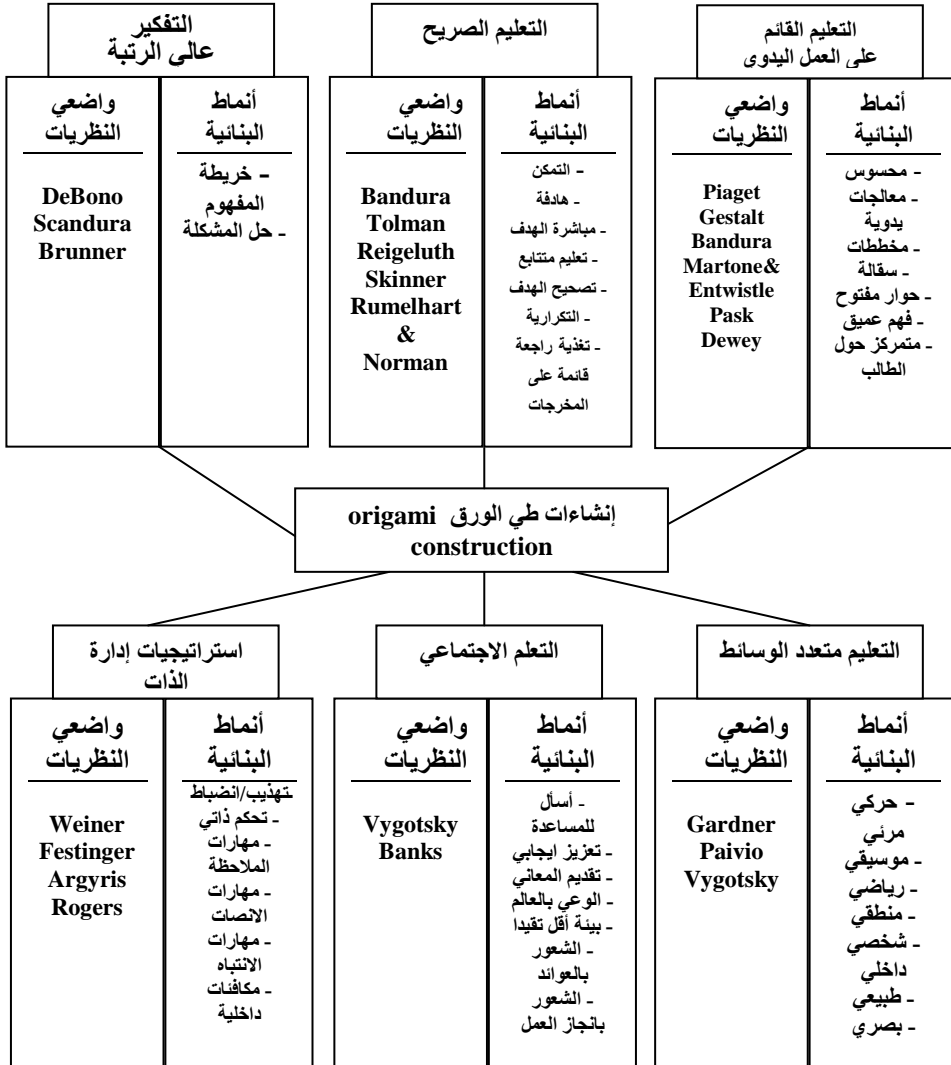 التعليم القائم
على العمل اليدوى
أنماط
البنائية
- محسوس
- معالجات
يدوية
- مخططات
- سقالة
- حوار مفتوح
- فهم عميق
- متمركز حول
الطالب
واضعي
النظريات
Piaget
Gestalt
Bandura
Martone&
Entwistle
Pask
Dewey
التعليم الصريح
أنماط
البنائية
- التمكن
- هادفة
- مباشرة الهدف
- تعليم متتابع
- تصحيح الهدف
- التكرارية
- تغذية راجعة
قائمة على
المخرجات
واضعي
النظريات
Bandura
Tolman
Reigeluth
Skinner
Rumelhart
&
Norman
التفكير
عالى الرتبة
أنماط
البنائية
- خريطة
المفهوم
- حل المشكلة
واضعي
النظريات
DeBono
Scandura
Brunner
إنشاءات طي الورق origami
construction
التعليم متعدد الوسائط
أنماط
البنائية
- حركي
مرئي
- موسيقي
- رياضي
- منطقي
- شخصي
داخلي
- طبيعي
- بصري
واضعي
النظريات
Gardner
Paivio
Vygotsky
التعلم الاجتماعي
أنماط
البنائية
- أسأل
للمساعدة
- تعزيز ايجابي
- تقديم المعاني
- الوعي بالعالم
- بيئة أقل تقيدا
- الشعور
بالعوائد
- الشعور
بانجاز العمل
واضعي
النظريات
Vygotsky
Banks
استراتيجيات إدارة
الذات
أنماط
البنائية
تهذيب/انضباط
- تحكم ذاتي
- مهارات
الملاحظة
- مهارات
الانصات
- مهارات
الانتباه
- مكافئات
داخلية
واضعي
النظريات
Weiner
Festinger
Argyris
Rogers